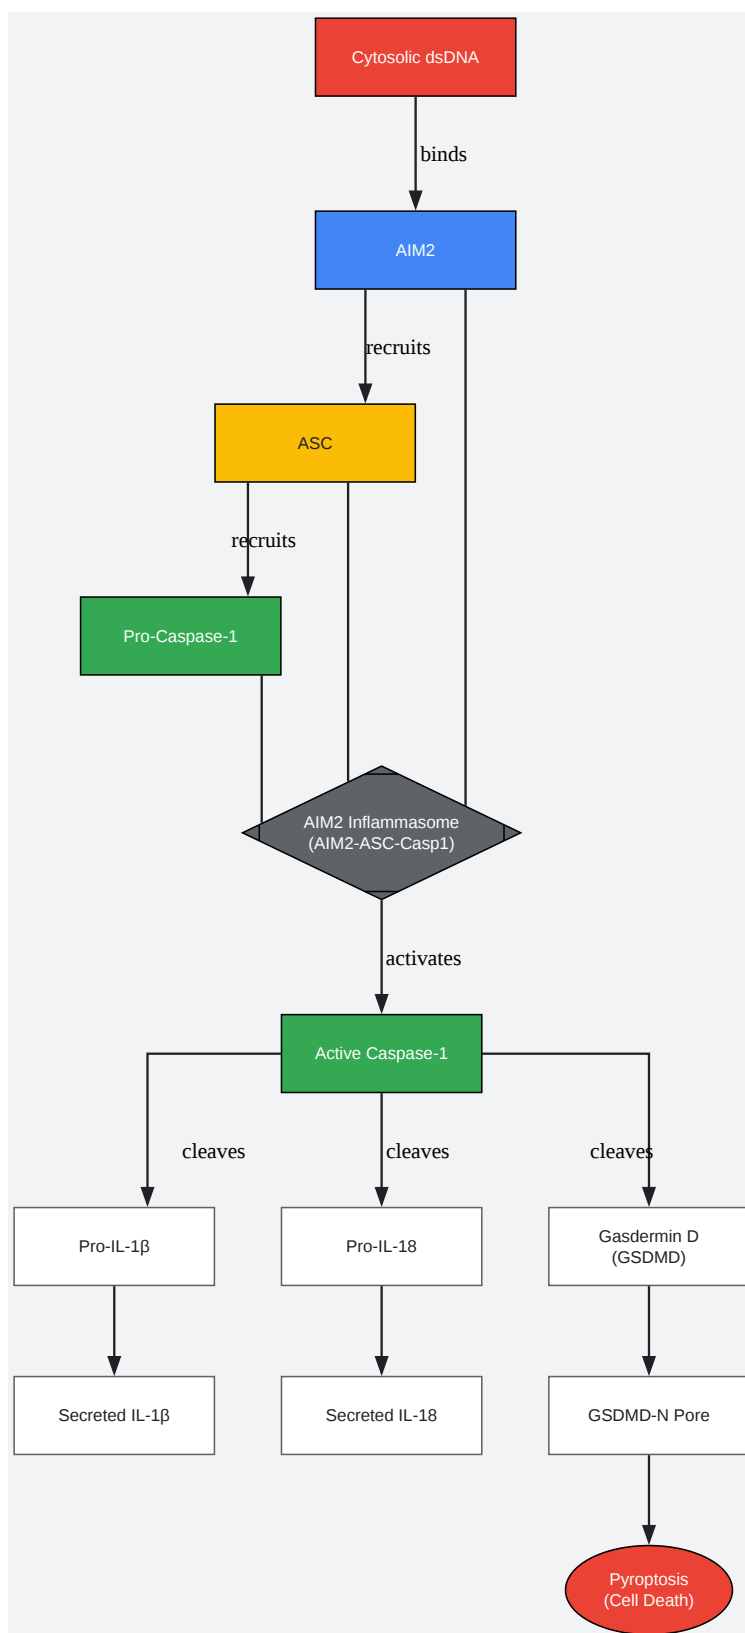 Cytosolic dsDNA
binds
AIM2
recruits
ASC
recruits
Pro-Caspase-1
AIM2 Inflammasome
(AIM2-ASC-Casp1)
activates
Active Caspase-1
cleaves
cleaves
cleaves
Pro-IL-1β
Pro-IL-18
Gasdermin D
(GSDMD)
Secreted IL-1β
Secreted IL-18
GSDMD-N Pore
Pyroptosis
(Cell Death)